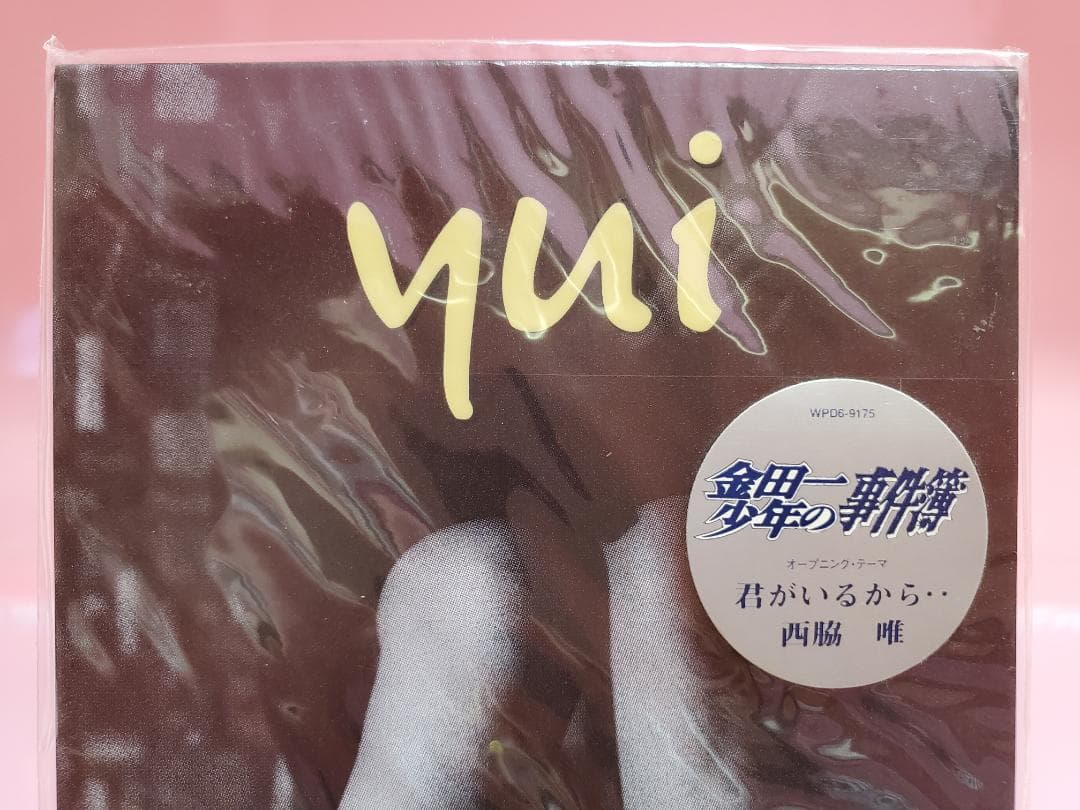 yui
WPD6-9175
金田一
少年の事件簿
オープニング・テーマ
君がいるから‥
西脇 唯